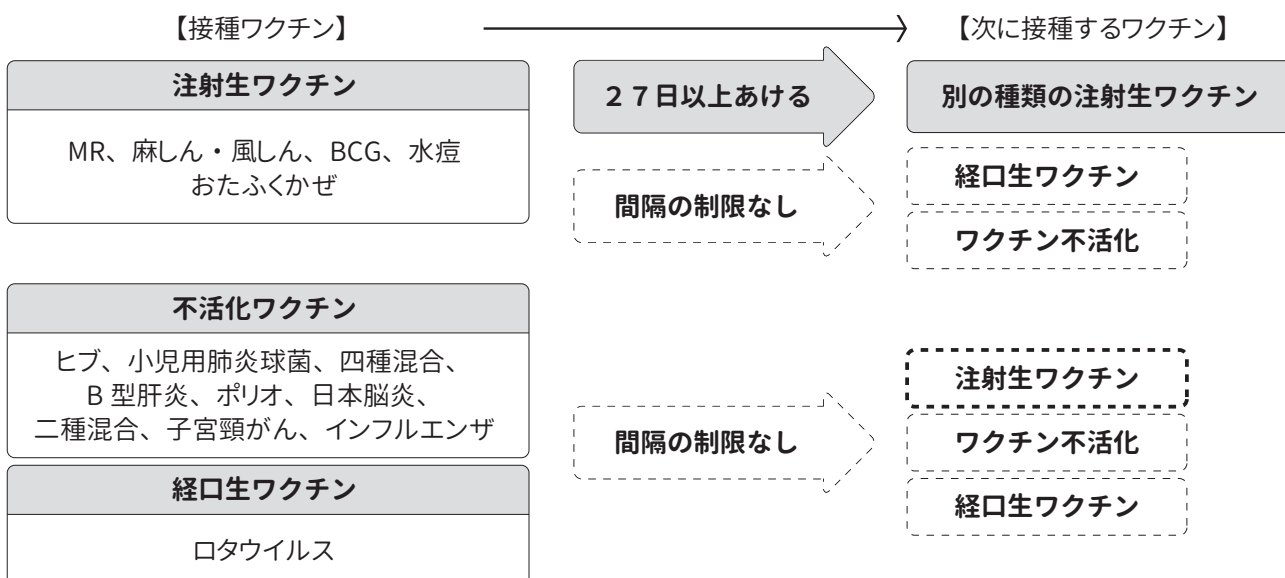 【接種ワクチン】
【次に接種するワクチン】
注射生ワクチン
MR、麻しん・風しん、BCG、水痘
おたふくかぜ
27日以上あける
別の種類の注射生ワクチン
間隔の制限なし
経口生ワクチン
ワクチン不活化
不活化ワクチン
ヒブ、小児用肺炎球菌、四種混合、
B型肝炎、ポリオ、日本脳炎、
二種混合、子宮頸がん、インフルエンザ
経口生ワクチン
ロタウイルス
間隔の制限なし
注射生ワクチン
ワクチン不活化
経口生ワクチン